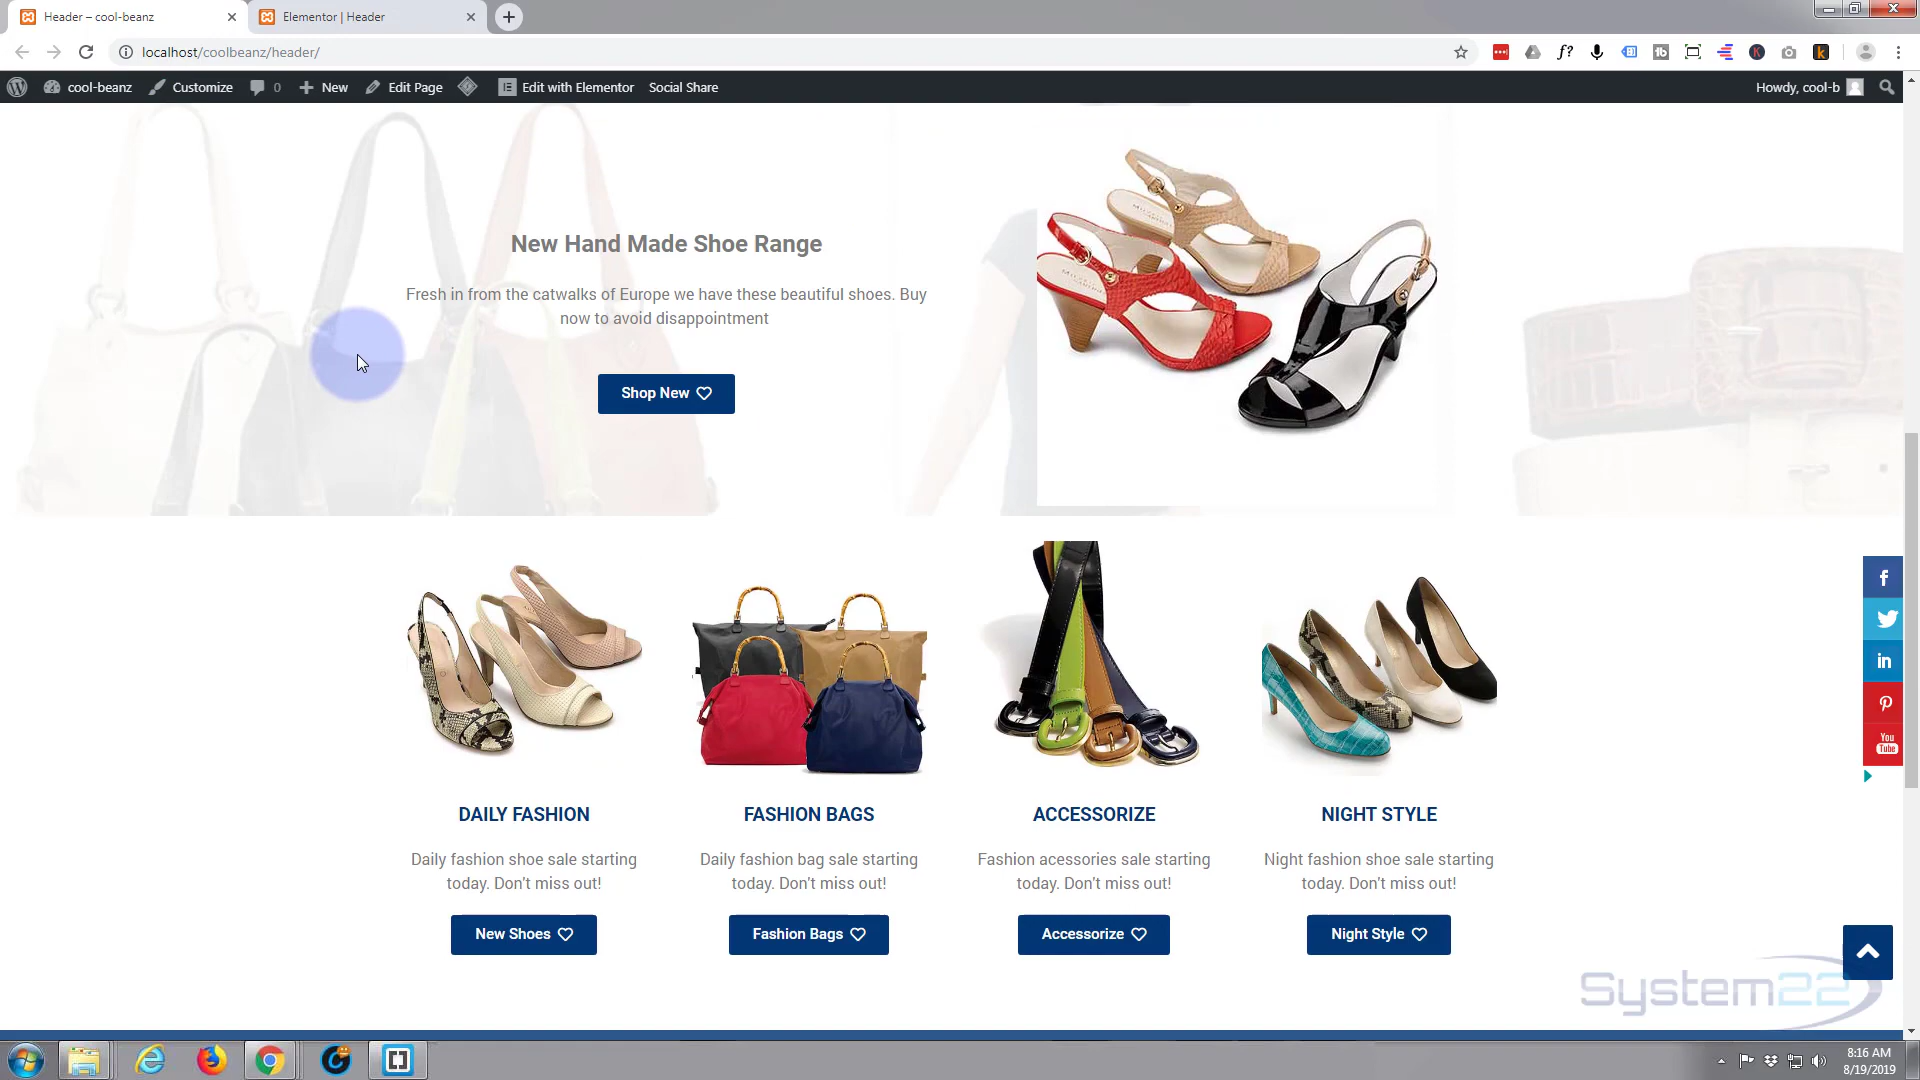 Header – cool-beanz
Elementor | Header
localhost/coolbeanz/header/
cool-beanz
Customize
0
New
Edit Page
Edit with Elementor
Social Share
Howdy, cool-b
New Hand Made Shoe Range
Fresh in from the catwalks of Europe we have these beautiful shoes. Buy
now to avoid disappointment
Shop New
DAILY FASHION
FASHION BAGS
ACCESSORIZE
NIGHT STYLE
Daily fashion shoe sale starting
today. Don't miss out!
Daily fashion bag sale starting
today. Don't miss out!
Fashion acessories sale starting
today. Don't miss out!
Night fashion shoe sale starting
today. Don't miss out!
New Shoes
Fashion Bags
Accessorize
Night Style
You
Tube
System22
8:16 AM
8/19/2019